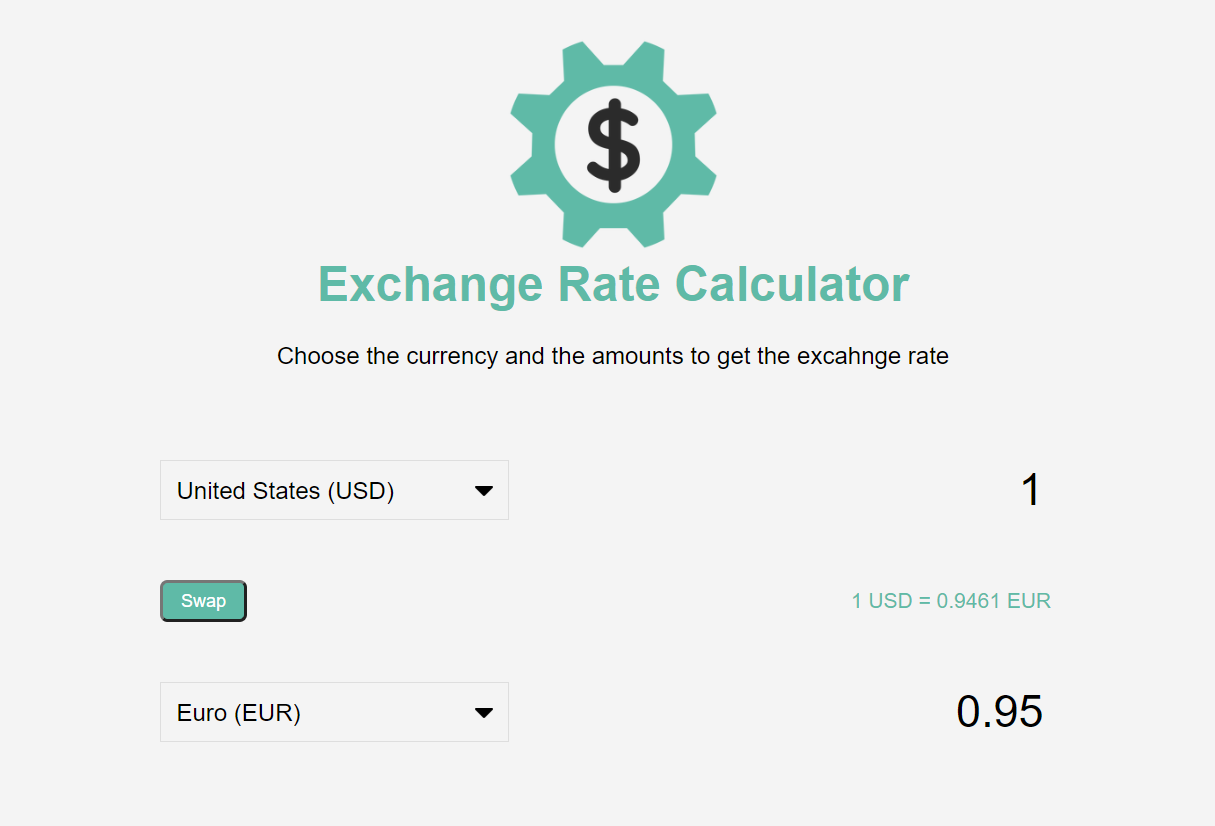 $
Exchange Rate Calculator
Choose the currency and the amounts to get the excahnge rate
United States (USD)
1
Swap
1 USD = 0.9461 EUR
Euro (EUR)
0.95